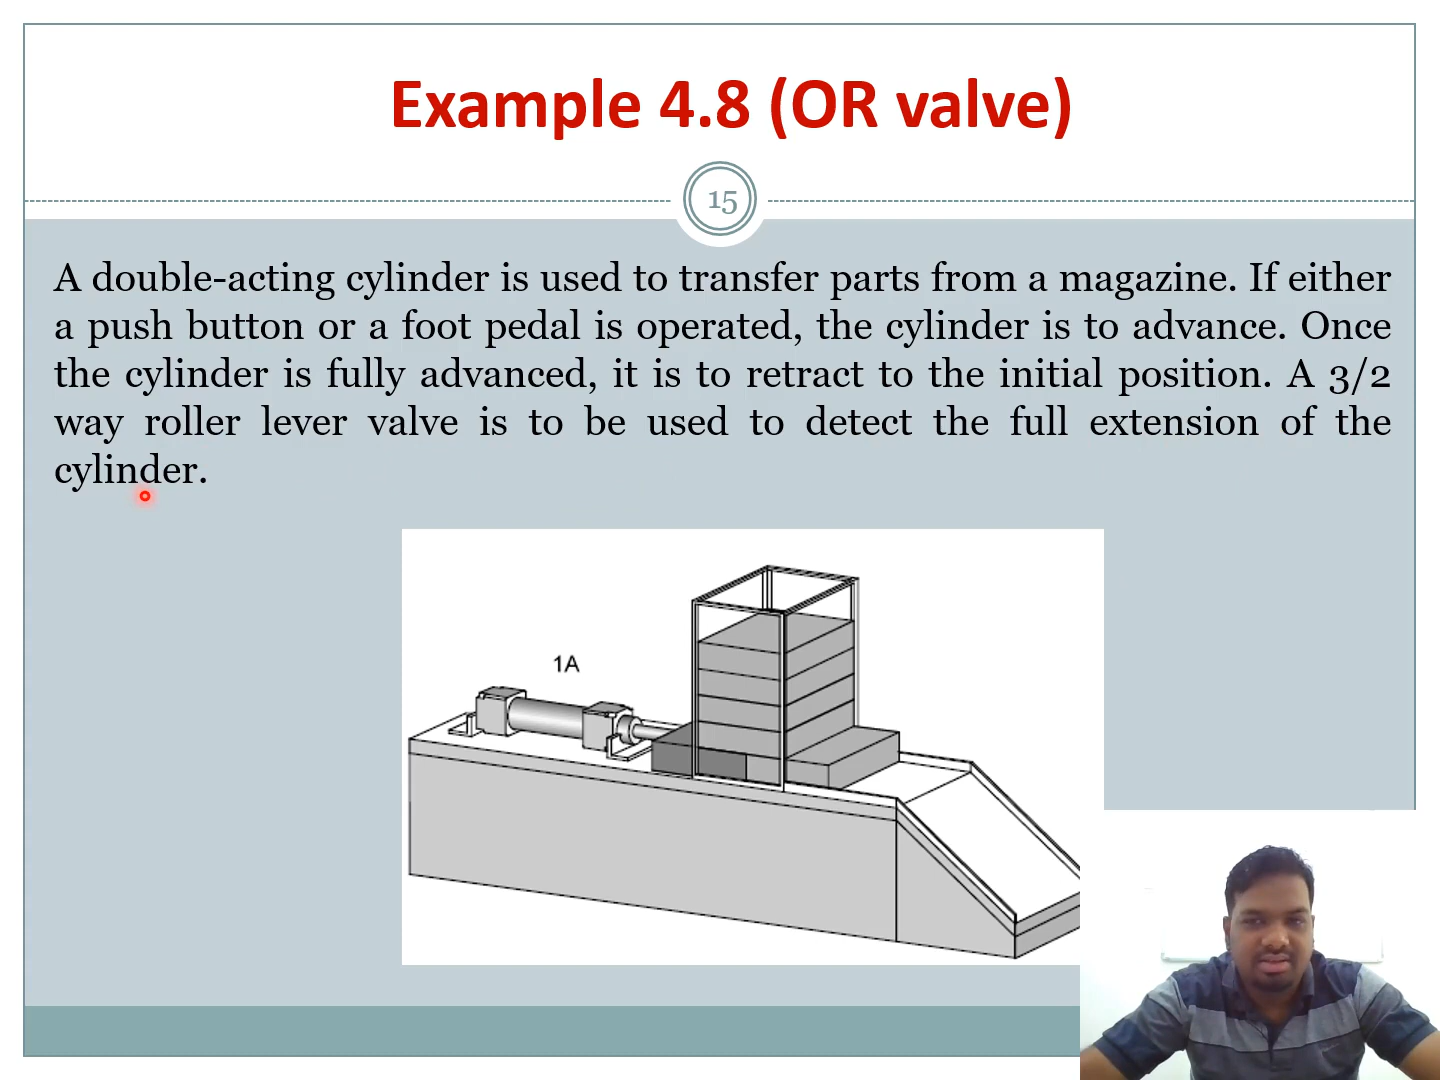 Example 4.8 (OR valve)
15
A double-acting cylinder is used to transfer parts from a magazine. If either
a push button or a foot pedal is operated, the cylinder is to advance. Once
the cylinder is fully advanced, it is to retract to the initial position. A 3/2
way roller lever valve is to be used to detect the full extension of the
cylinder.
1A